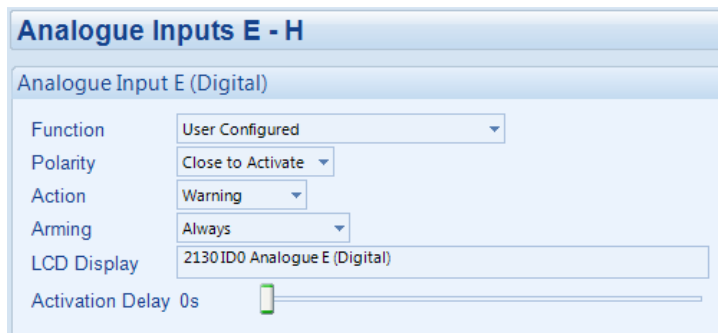 Analogue Inputs E - H
Analogue Input E (Digital)
Function User Configured
Polarity Close to Activate
Action Warning
Arming Always
LCD Display 2130 ID0 Analogue E (Digital)
Activation Delay 0s